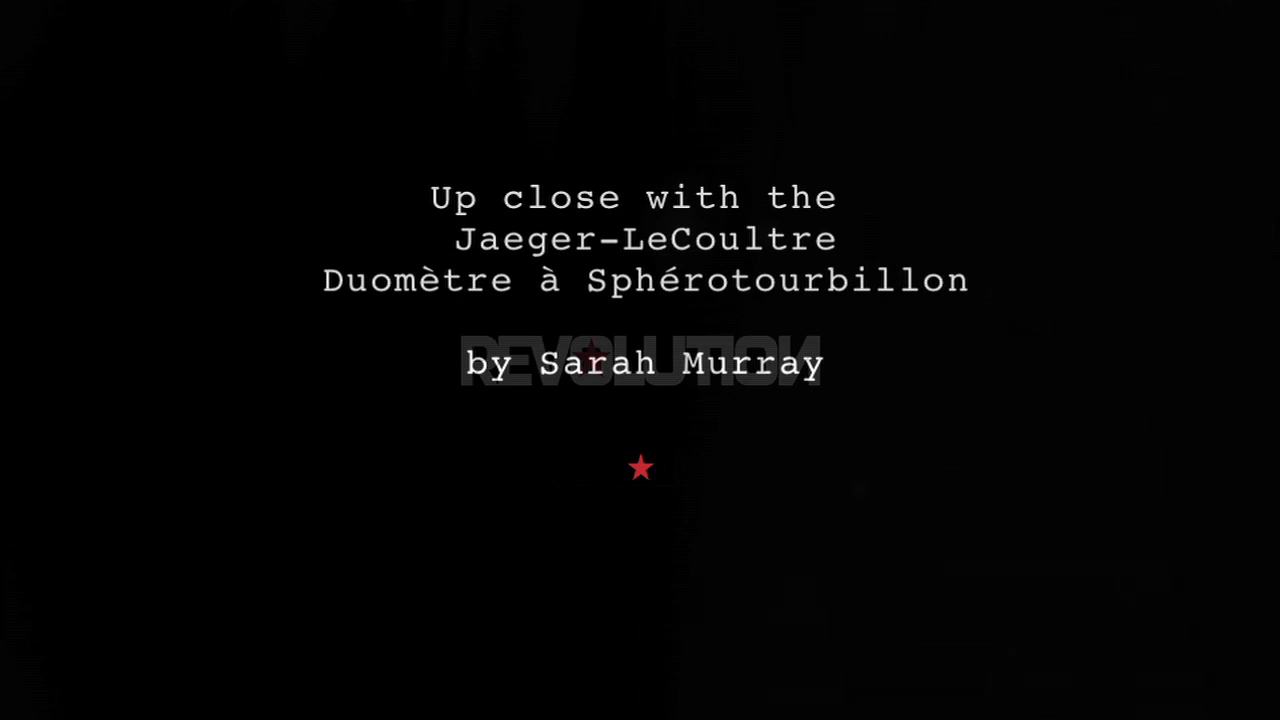 Up close with the
Jaeger-LeCoultre
Duomètre à Sphérotourbillon
by Sarah Murray
REVOLUTION